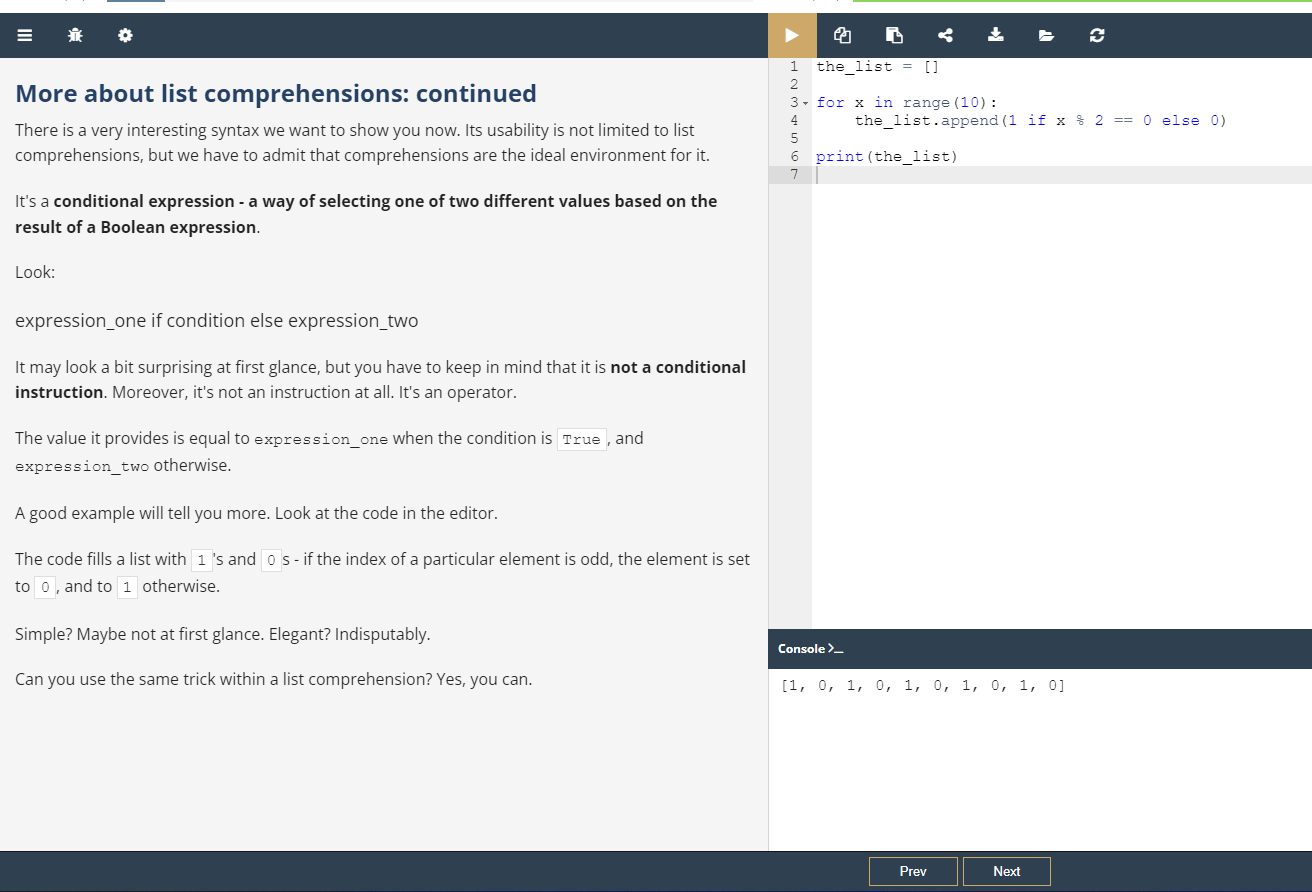 More about list comprehensions: continued
There is a very interesting syntax we want to show you now. Its usability is not limited to list
comprehensions, but we have to admit that comprehensions are the ideal environment for it.
It's a conditional expression - a way of selecting one of two different values based on the
result of a Boolean expression.
Look:
expression_one if condition else expression_two
It may look a bit surprising at first glance, but you have to keep in mind that it is not a conditional
instruction. Moreover, it's not an instruction at all. It's an operator.
The value it provides is equal to expression_one when the condition is True , and
expression_two otherwise.
A good example will tell you more. Look at the code in the editor.
The code fills a list with 1 's and 0 s - if the index of a particular element is odd, the element is set
to 0 , and to 1 otherwise.
Simple? Maybe not at first glance. Elegant? Indisputably.
Can you use the same trick within a list comprehension? Yes, you can.
1 the_list = []
2
3 for x in range(10):
4     the_list.append(1 if x % 2 == 0 else 0)
5
6 print(the_list)
7
Console >_
[1, 0, 1, 0, 1, 0, 1, 0, 1, 0]
Prev Next